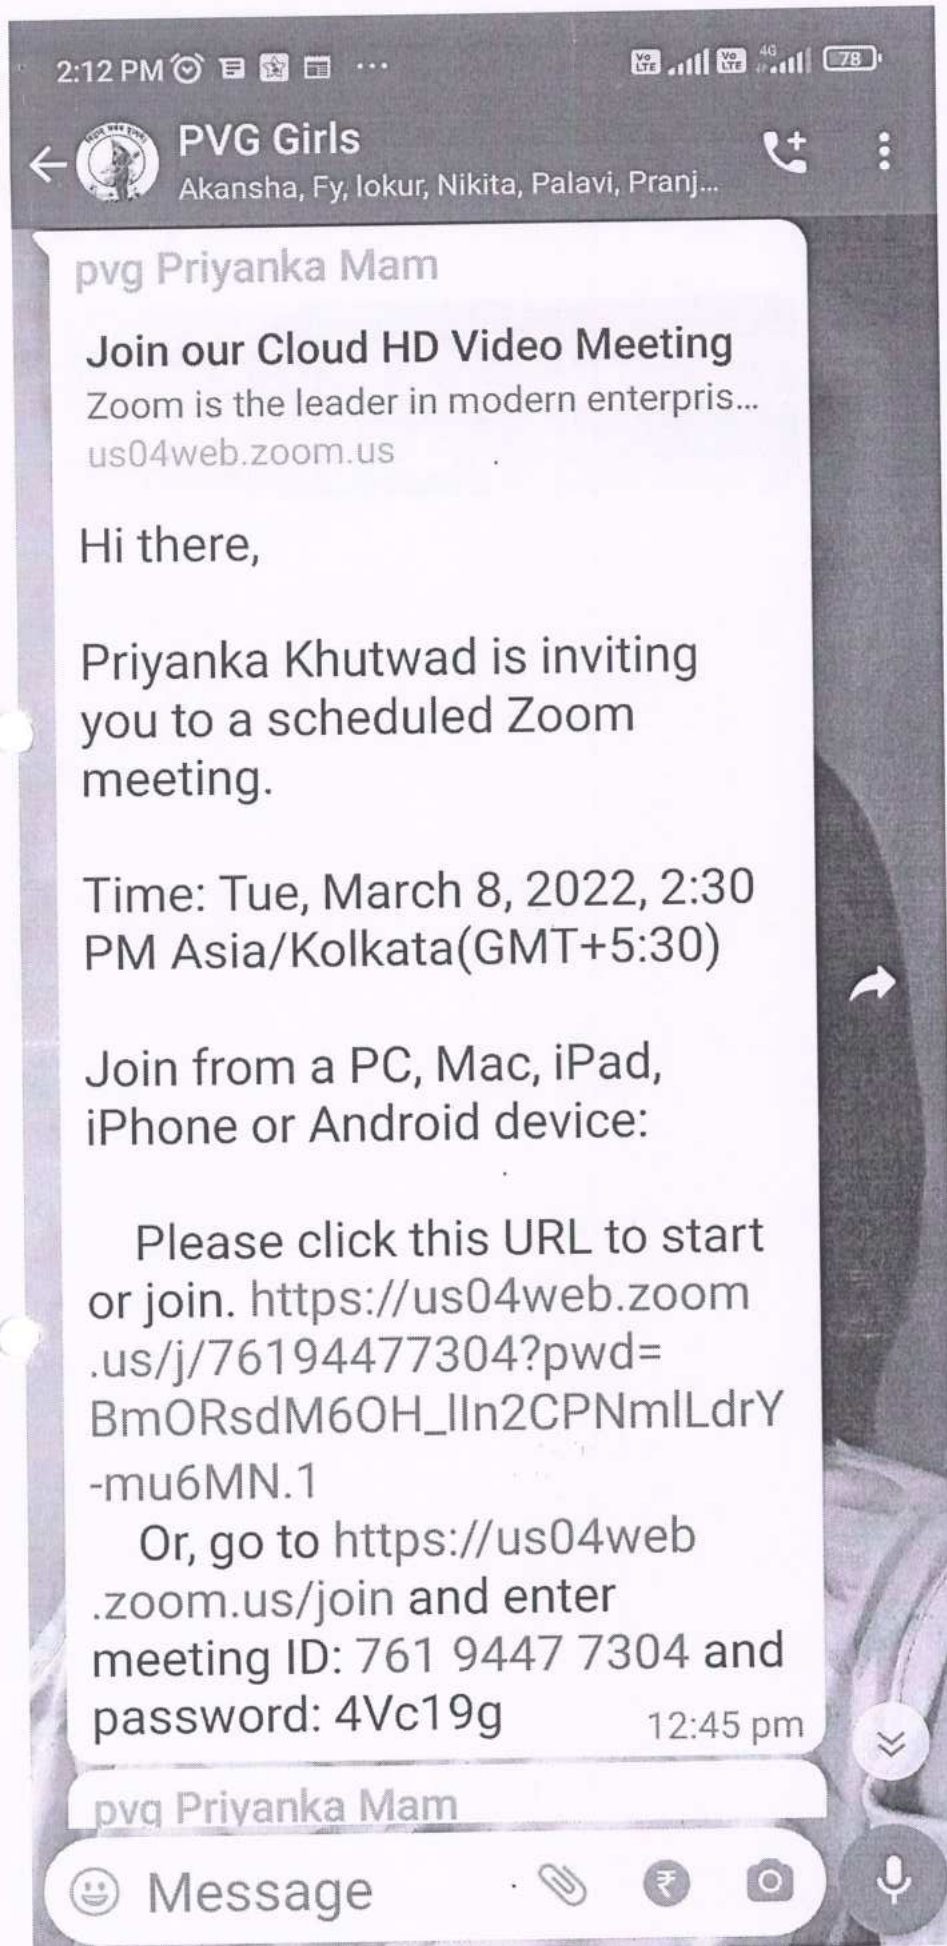 2:12 PM ...
Vo LTE Vo LTE 4G 78
PVG Girls
Akansha, Fy, lokur, Nikita, Palavi, Pranj...
pvg Priyanka Mam
Join our Cloud HD Video Meeting
Zoom is the leader in modern enterpris...
us04web.zoom.us
Hi there,
Priyanka Khutwad is inviting
you to a scheduled Zoom
meeting.
Time: Tue, March 8, 2022, 2:30
PM Asia/Kolkata(GMT+5:30)
Join from a PC, Mac, iPad,
iPhone or Android device:
Please click this URL to start
or join. https://us04web.zoom
.us/j/76194477304?pwd=
BmORsdM6OH_lIn2CPNmlLdrY
-mu6MN.1
Or, go to https://us04web
.zoom.us/join and enter
meeting ID: 761 9447 7304 and
password: 4Vc19g
12:45 pm
pvg Priyanka Mam
Message
₹